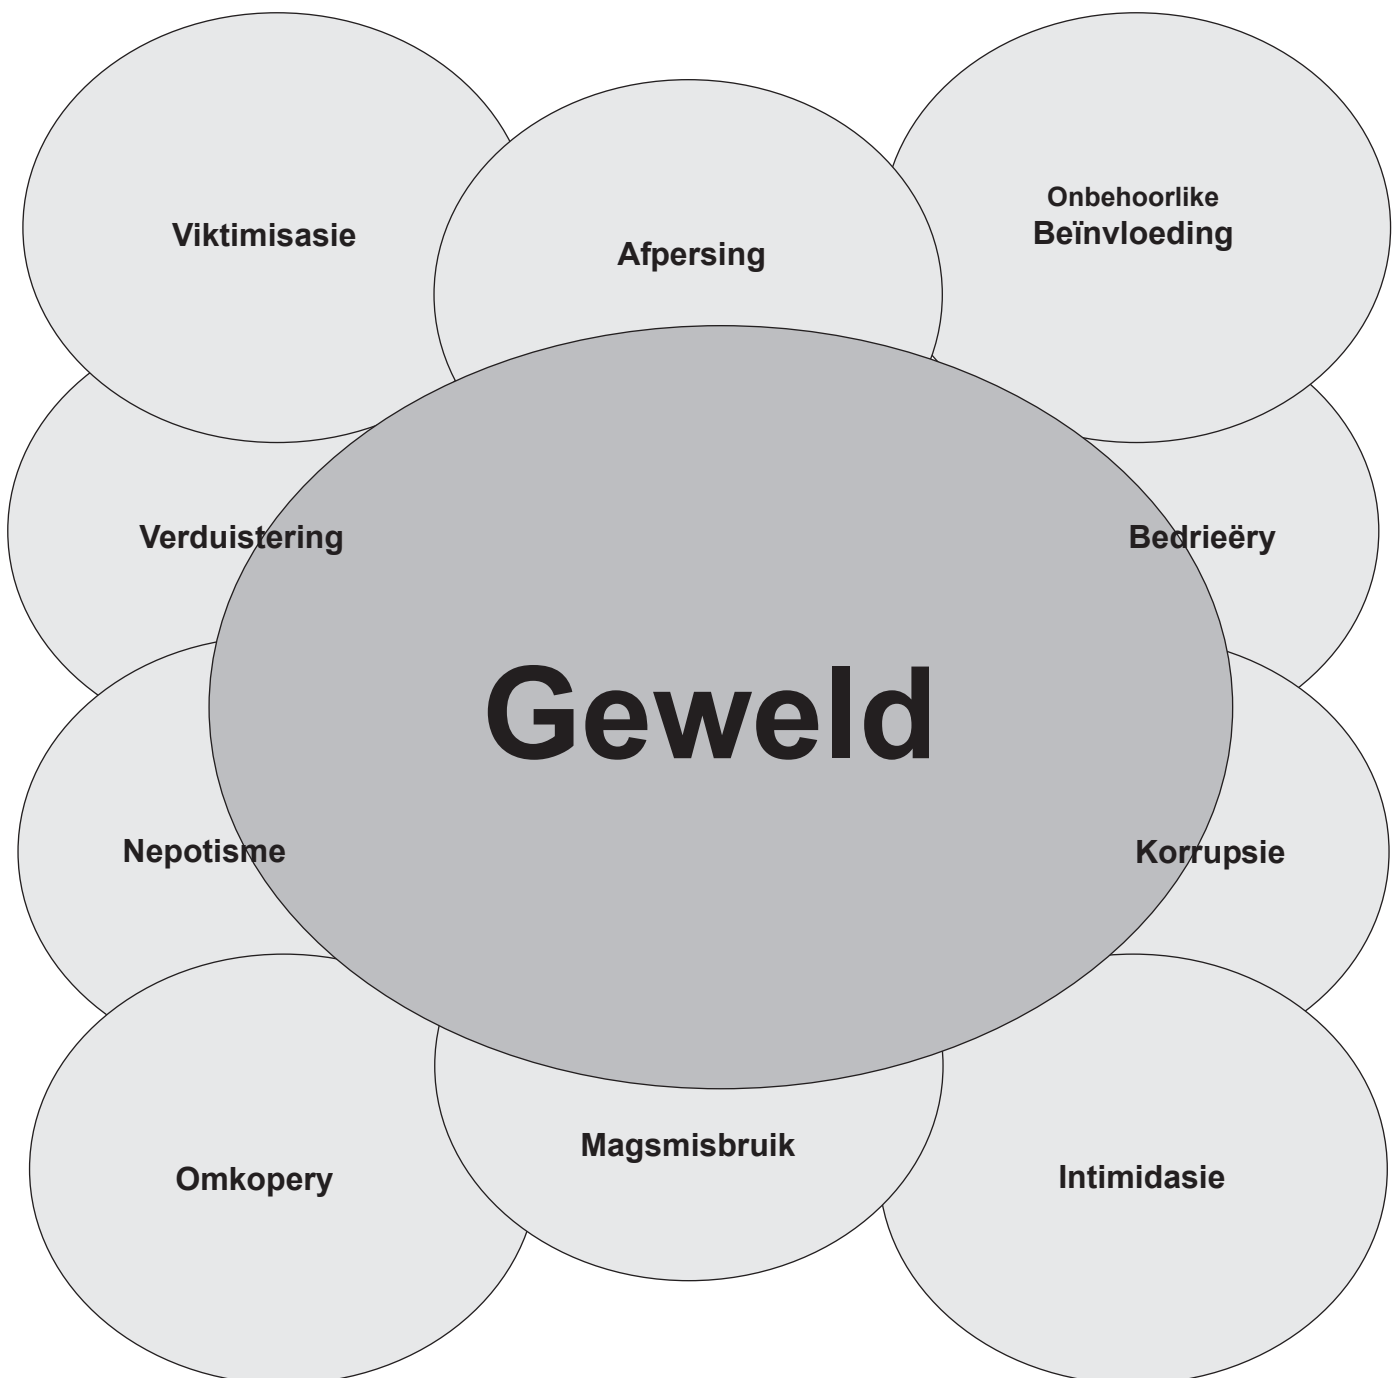 Viktimisasie
Afpersing
Onbehoorlike
Beïnvloeding
Verduistering
Bedrieëry
Geweld
Nepotisme
Korrupsie
Omkopery
Magsmisbruik
Intimidasie